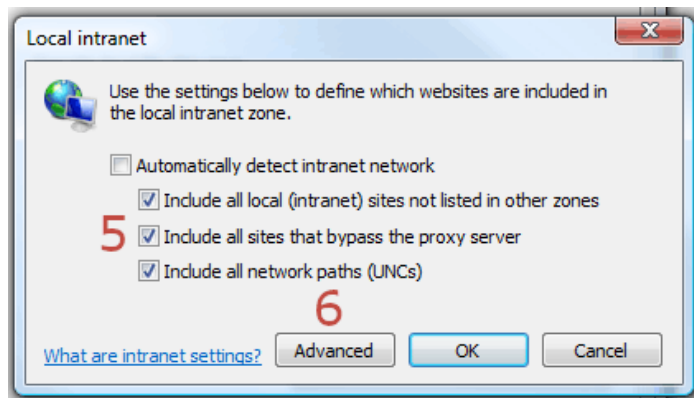 Local intranet
Use the settings below to define which websites are included in
the local intranet zone.
Automatically detect intranet network
Include all local (intranet) sites not listed in other zones
5 Include all sites that bypass the proxy server
Include all network paths (UNCs)
6
What are intranet settings? Advanced OK Cancel